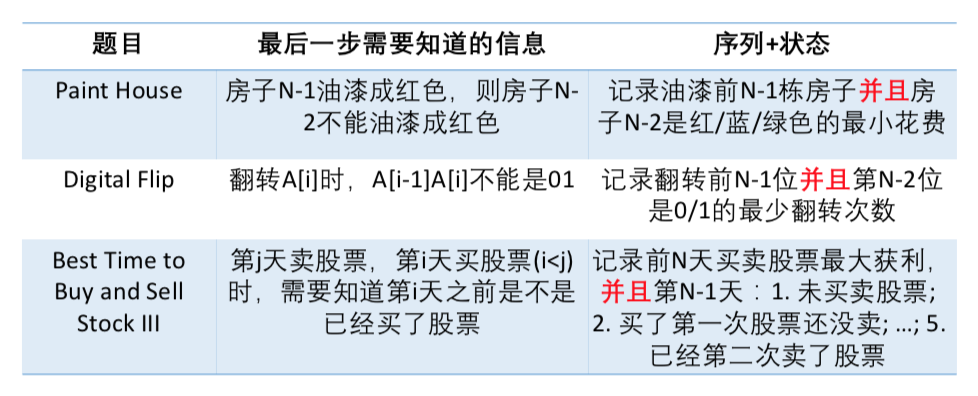 题目 最后一步需要知道的信息 序列+状态
Paint House
房子N-1油漆成红色，则房子N-
2不能油漆成红色
记录油漆前N-1栋房子并且房
子N-2是红/蓝/绿色的最小花费
Digital Flip
翻转A[i]时，A[i-1]A[i]不能是01
记录翻转前N-1位并且第N-2位
是0/1的最少翻转次数
Best Time to
Buy and Sell
Stock III
第j天卖股票，第i天买股票(i<j)
时，需要知道第i天之前是不是
已经买了股票
记录前N天买卖股票最大获利，
并且第N-1天：1. 未买卖股票;
2. 买了第一次股票还没卖; ...; 5.
已经第二次卖了股票